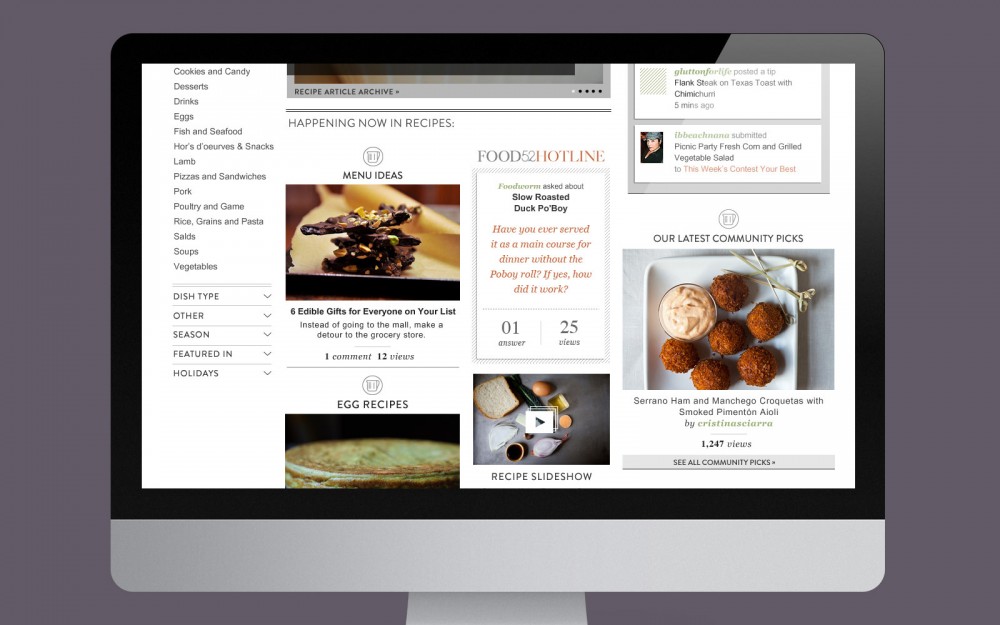 Cookies and Candy
Desserts
Drinks
Eggs
Fish and Seafood
Hor's d'oeurves & Snacks
Lamb
Pizzas and Sandwiches
Pork
Poultry and Game
Rice, Grains and Pasta
Salds
Soups
Vegetables
DISH TYPE
OTHER
SEASON
FEATURED IN
HOLIDAYS
RECIPE ARTICLE ARCHIVE »
HAPPENING NOW IN RECIPES:
MENU IDEAS
6 Edible Gifts for Everyone on Your List
Instead of going to the mall, make a
detour to the grocery store.
1 comment 12 views
EGG RECIPES
FOOD52HOTLINE
Foodworm asked about
Slow Roasted
Duck Po'Boy
Have you ever served
it as a main course for
dinner without the
Poboy roll? If yes, how
did it work?
01 25
answer views
RECIPE SLIDESHOW
gluttonforlife posted a tip
Flank Steak on Texas Toast with
Chimichurri
5 mins ago
lbbeachnana submitted
Picnic Party Fresh Corn and Grilled
Vegetable Salad
to This Week's Contest Your Best
OUR LATEST COMMUNITY PICKS
Serrano Ham and Manchego Croquetas with
Smoked Pimentón Aioli
by cristinasciarra
1,247 views
SEE ALL COMMUNITY PICKS »